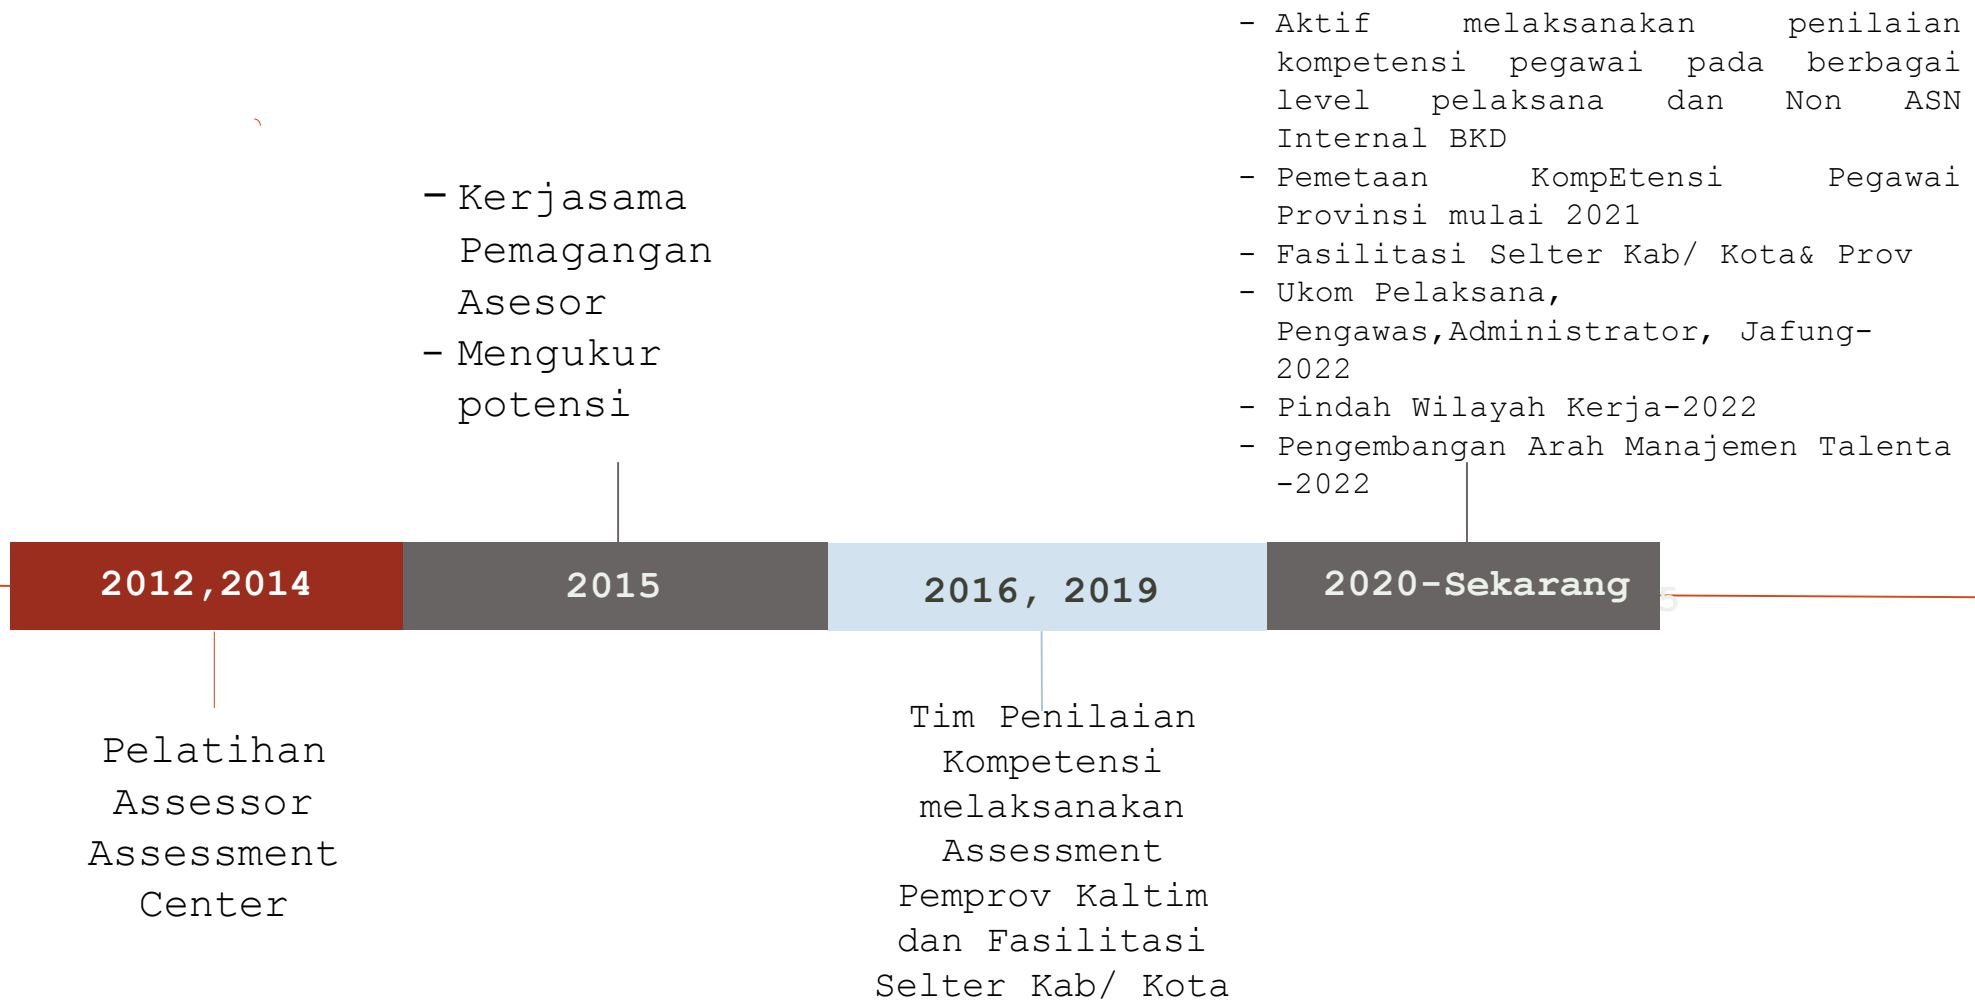 - Aktif melaksanakan penilaian
kompetensi pegawai pada berbagai
level pelaksana dan Non ASN
Internal BKD
- Pemetaan KompEtensi Pegawai
Provinsi mulai 2021
- Fasilitasi Selter Kab/ Kota& Prov
- Ukom Pelaksana,
Pengawas,Administrator, Jafung-
2022
- Pindah Wilayah Kerja-2022
- Pengembangan Arah Manajemen Talenta
-2022
- Kerjasama
Pemagangan
Asesor
- Mengukur
potensi
2012,2014
2015
2016, 2019
2020-Sekarang
5
Pelatihan
Assessor
Assessment
Center
Tim Penilaian
Kompetensi
melaksanakan
Assessment
Pemprov Kaltim
dan Fasilitasi
Selter Kab/ Kota